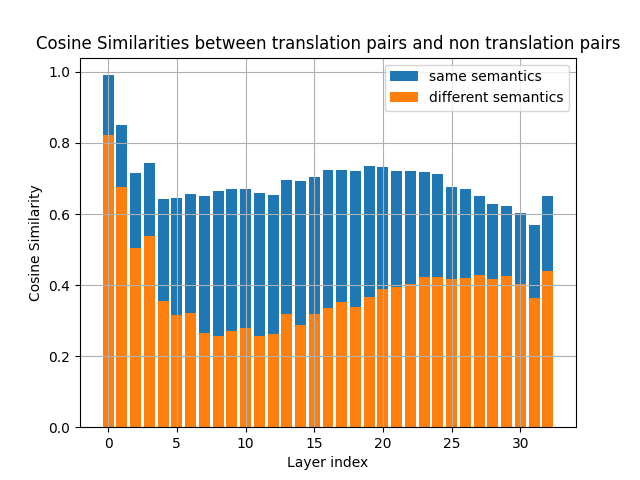 Cosine Similarities between translation pairs and non translation pairs
same semantics
different semantics
Cosine Similarity
1.0
0.8
0.6
0.4
0.2
0.0
0 5 10 15 20 25 30
Layer index